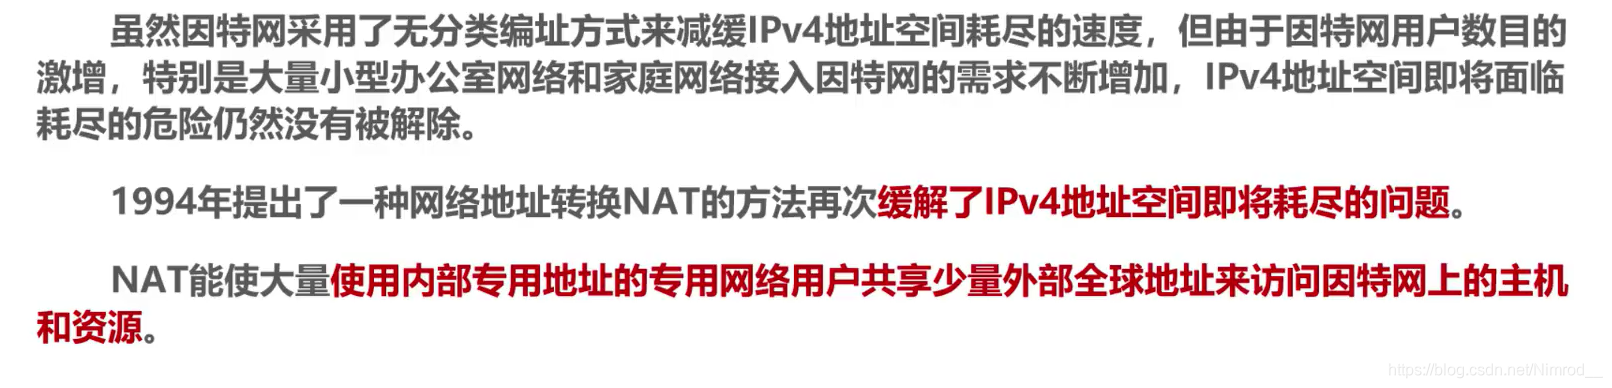 虽然因特网采用了无分类编址方式来减缓IPv4地址空间耗尽的速度，但由于因特网用户数目的
激增，特别是大量小型办公室网络和家庭网络接入因特网的需求不断增加，IPv4地址空间即将面临
耗尽的危险仍然没有被解除。
1994年提出了一种网络地址转换NAT的方法再次缓解了IPv4地址空间即将耗尽的问题。
NAT能使大量使用内部专用地址的专用网络用户共享少量外部全球地址来访问因特网上的主机
和资源。
https://blog.csdn.net/Nimrod__